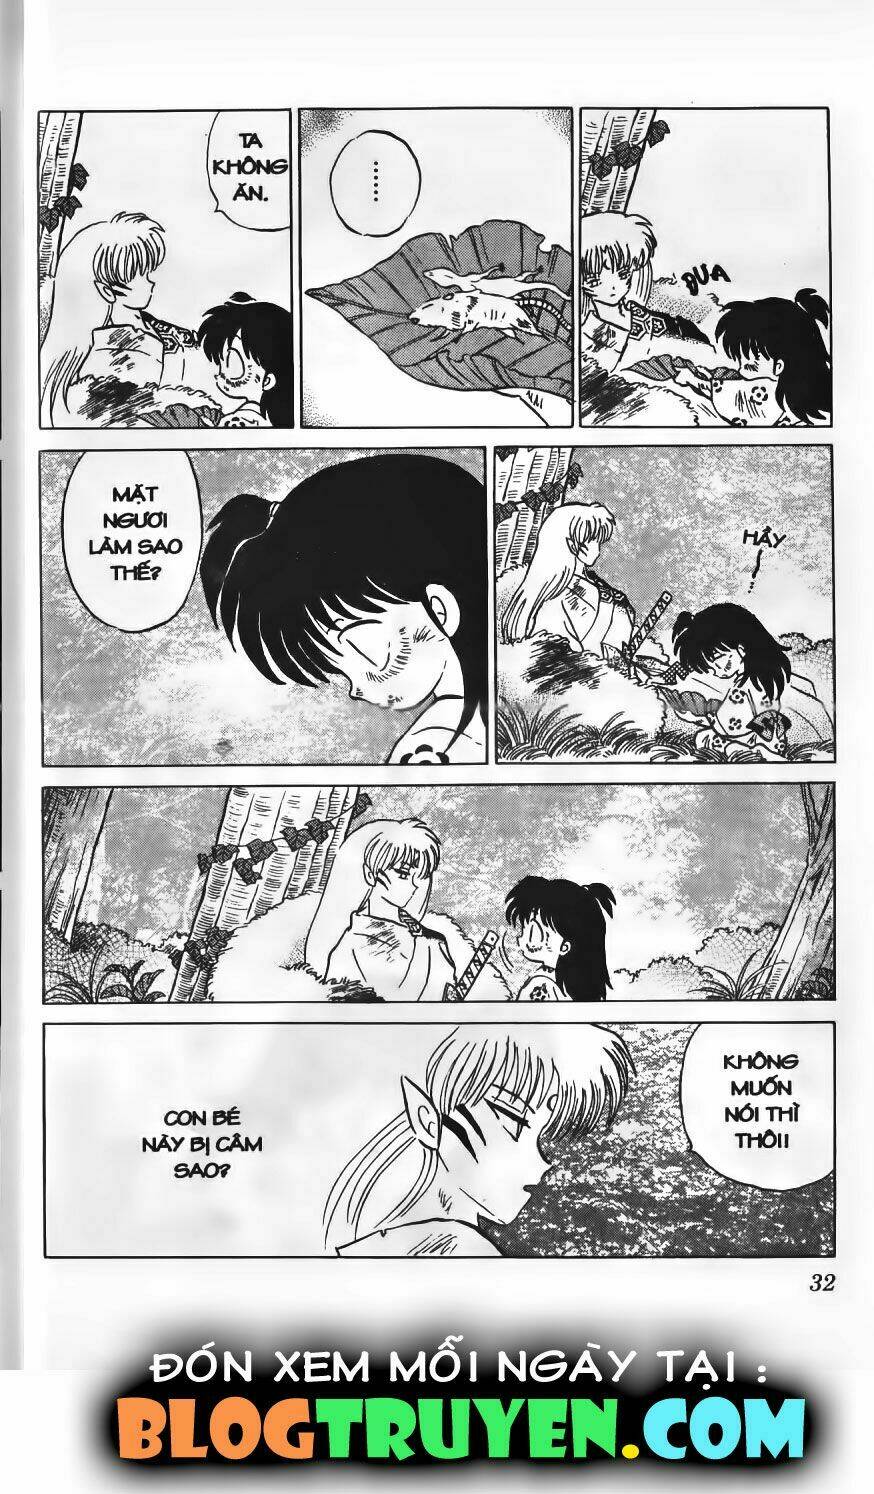 ĐƯA
.......
TA
KHÔNG
ĂN.
HẦY
MẶT
NGƯƠI
LÀM SAO
THẾ?
KHÔNG
MUỐN
NÓI THÌ
THÔI!
CON BÉ
NÀY BỊ CÂM
SAO?
32
ĐÓN XEM MỖI NGÀY TẠI :
BLOGTRUYEN.COM